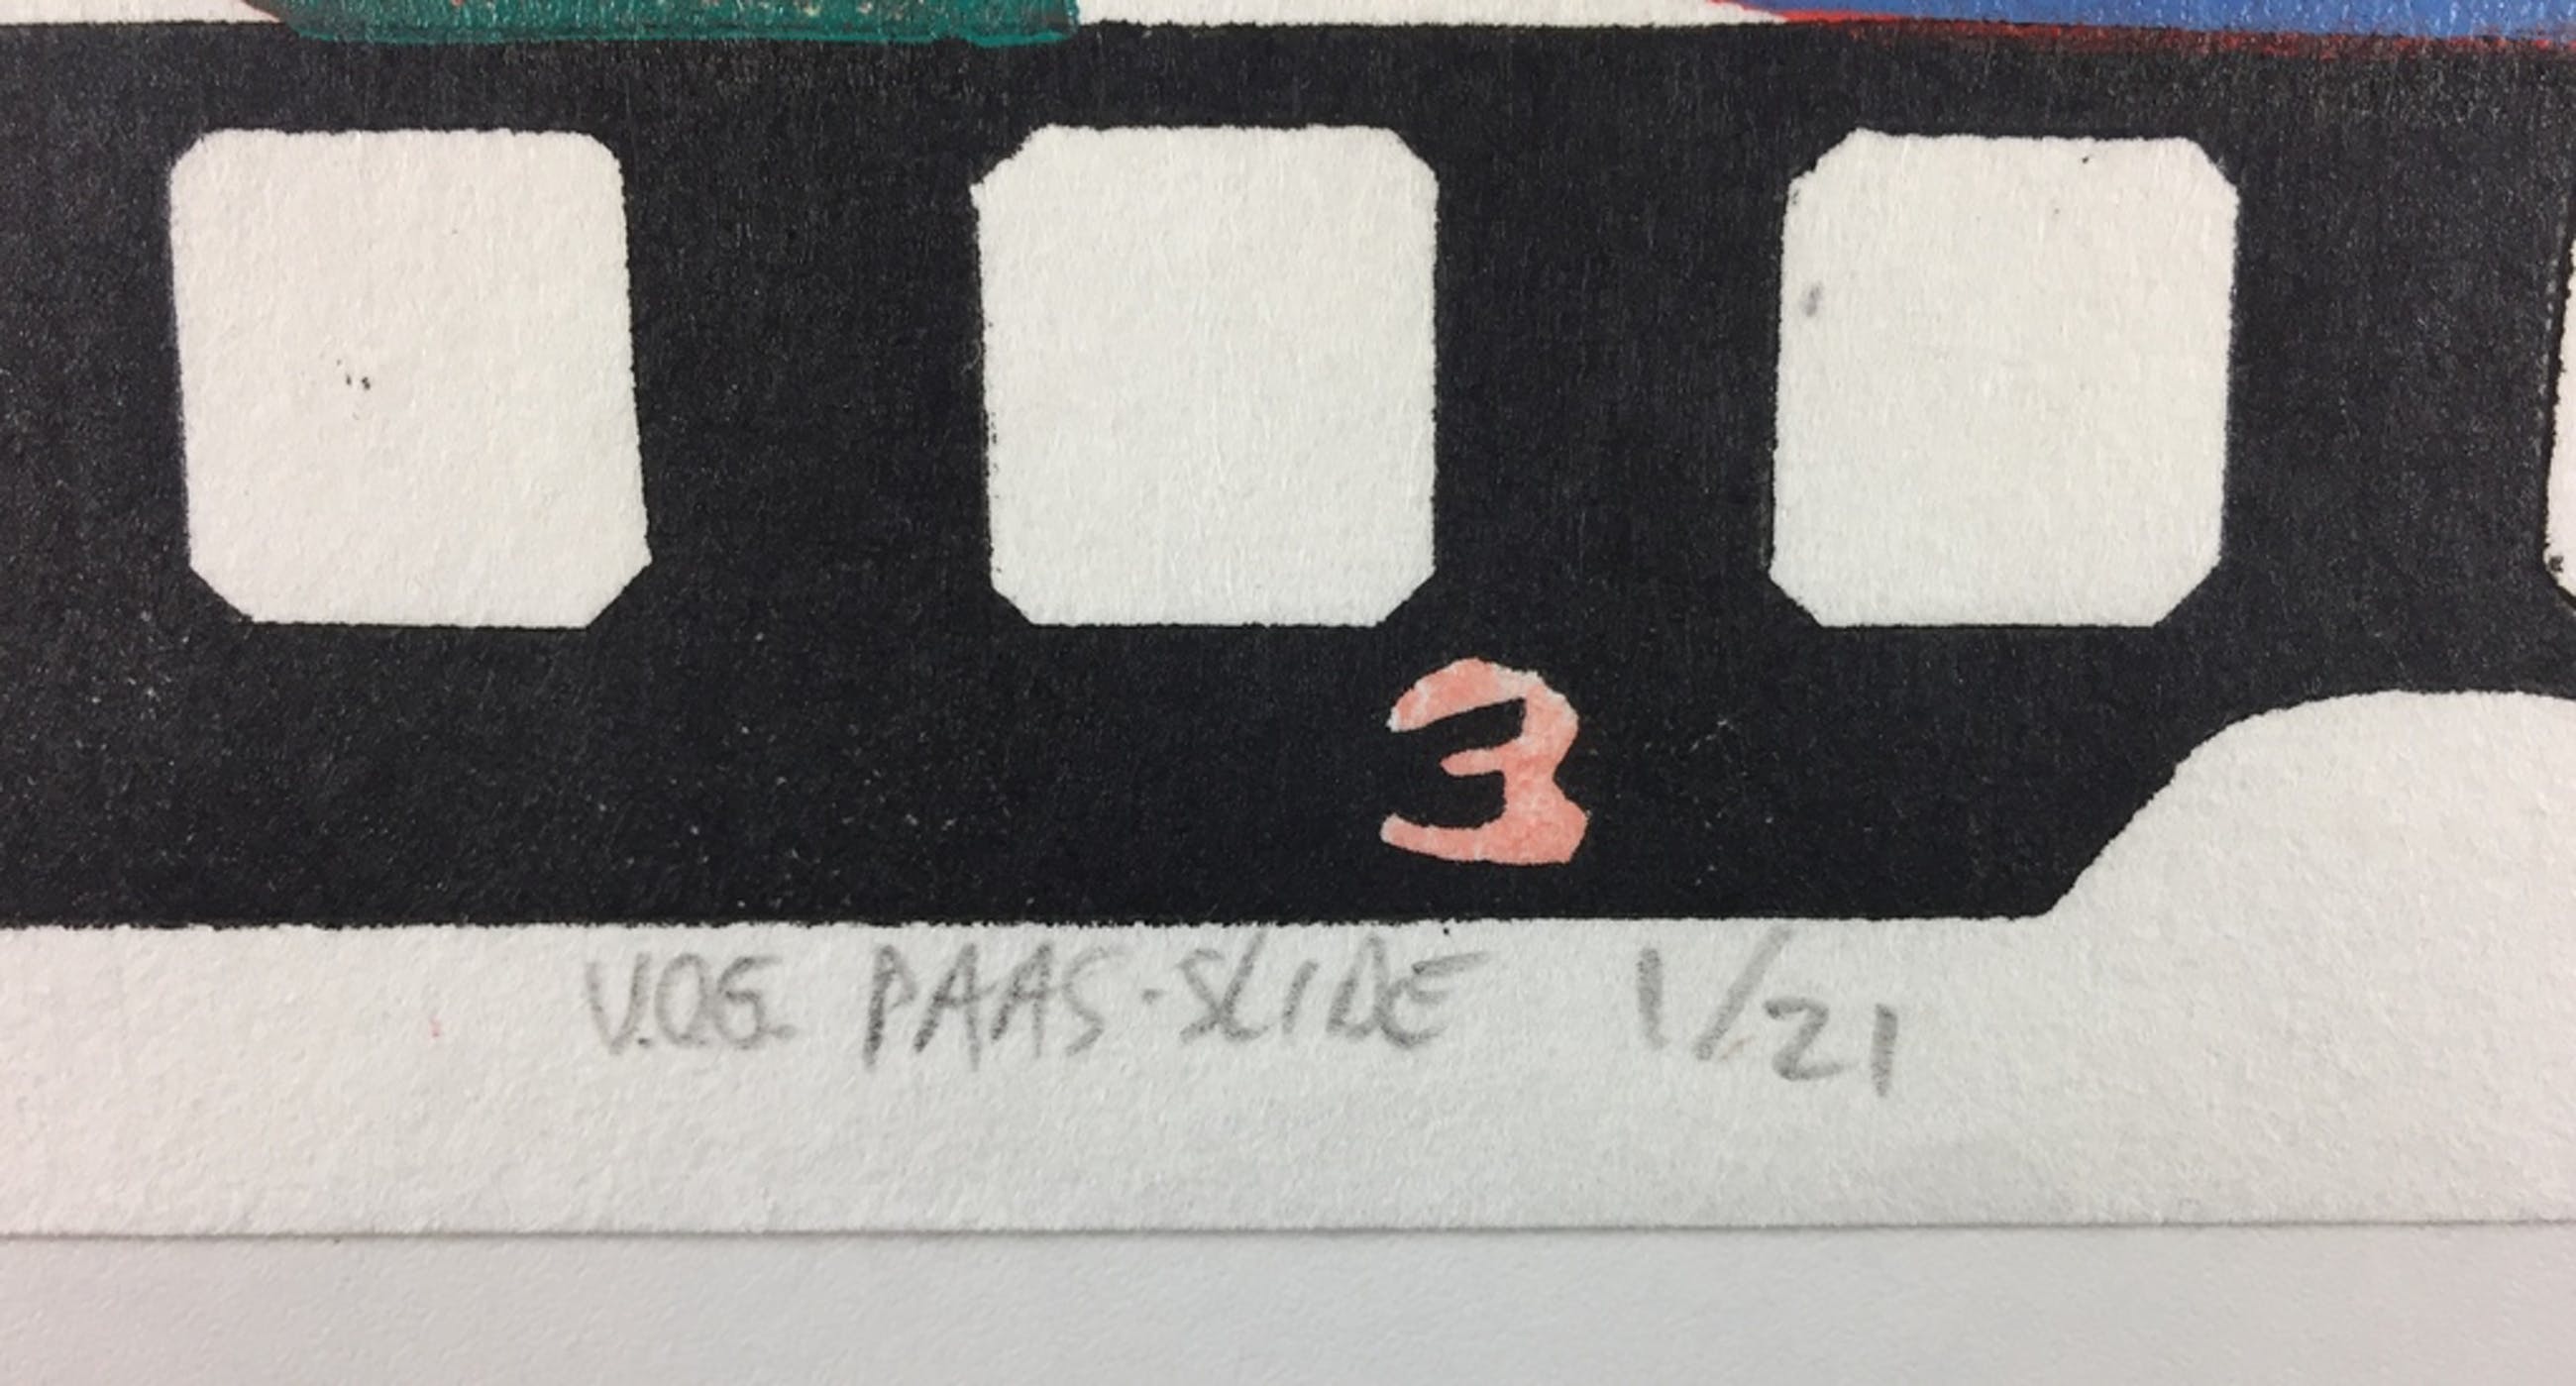 3
V.O.G. PAAS-SLIDE 1/21